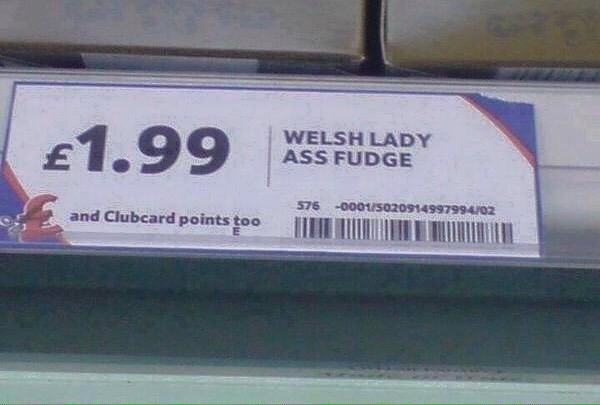 £1.99
WELSH LADY
ASS FUDGE
576 -0001/5020914997994/02
£ and Clubcard points too
E